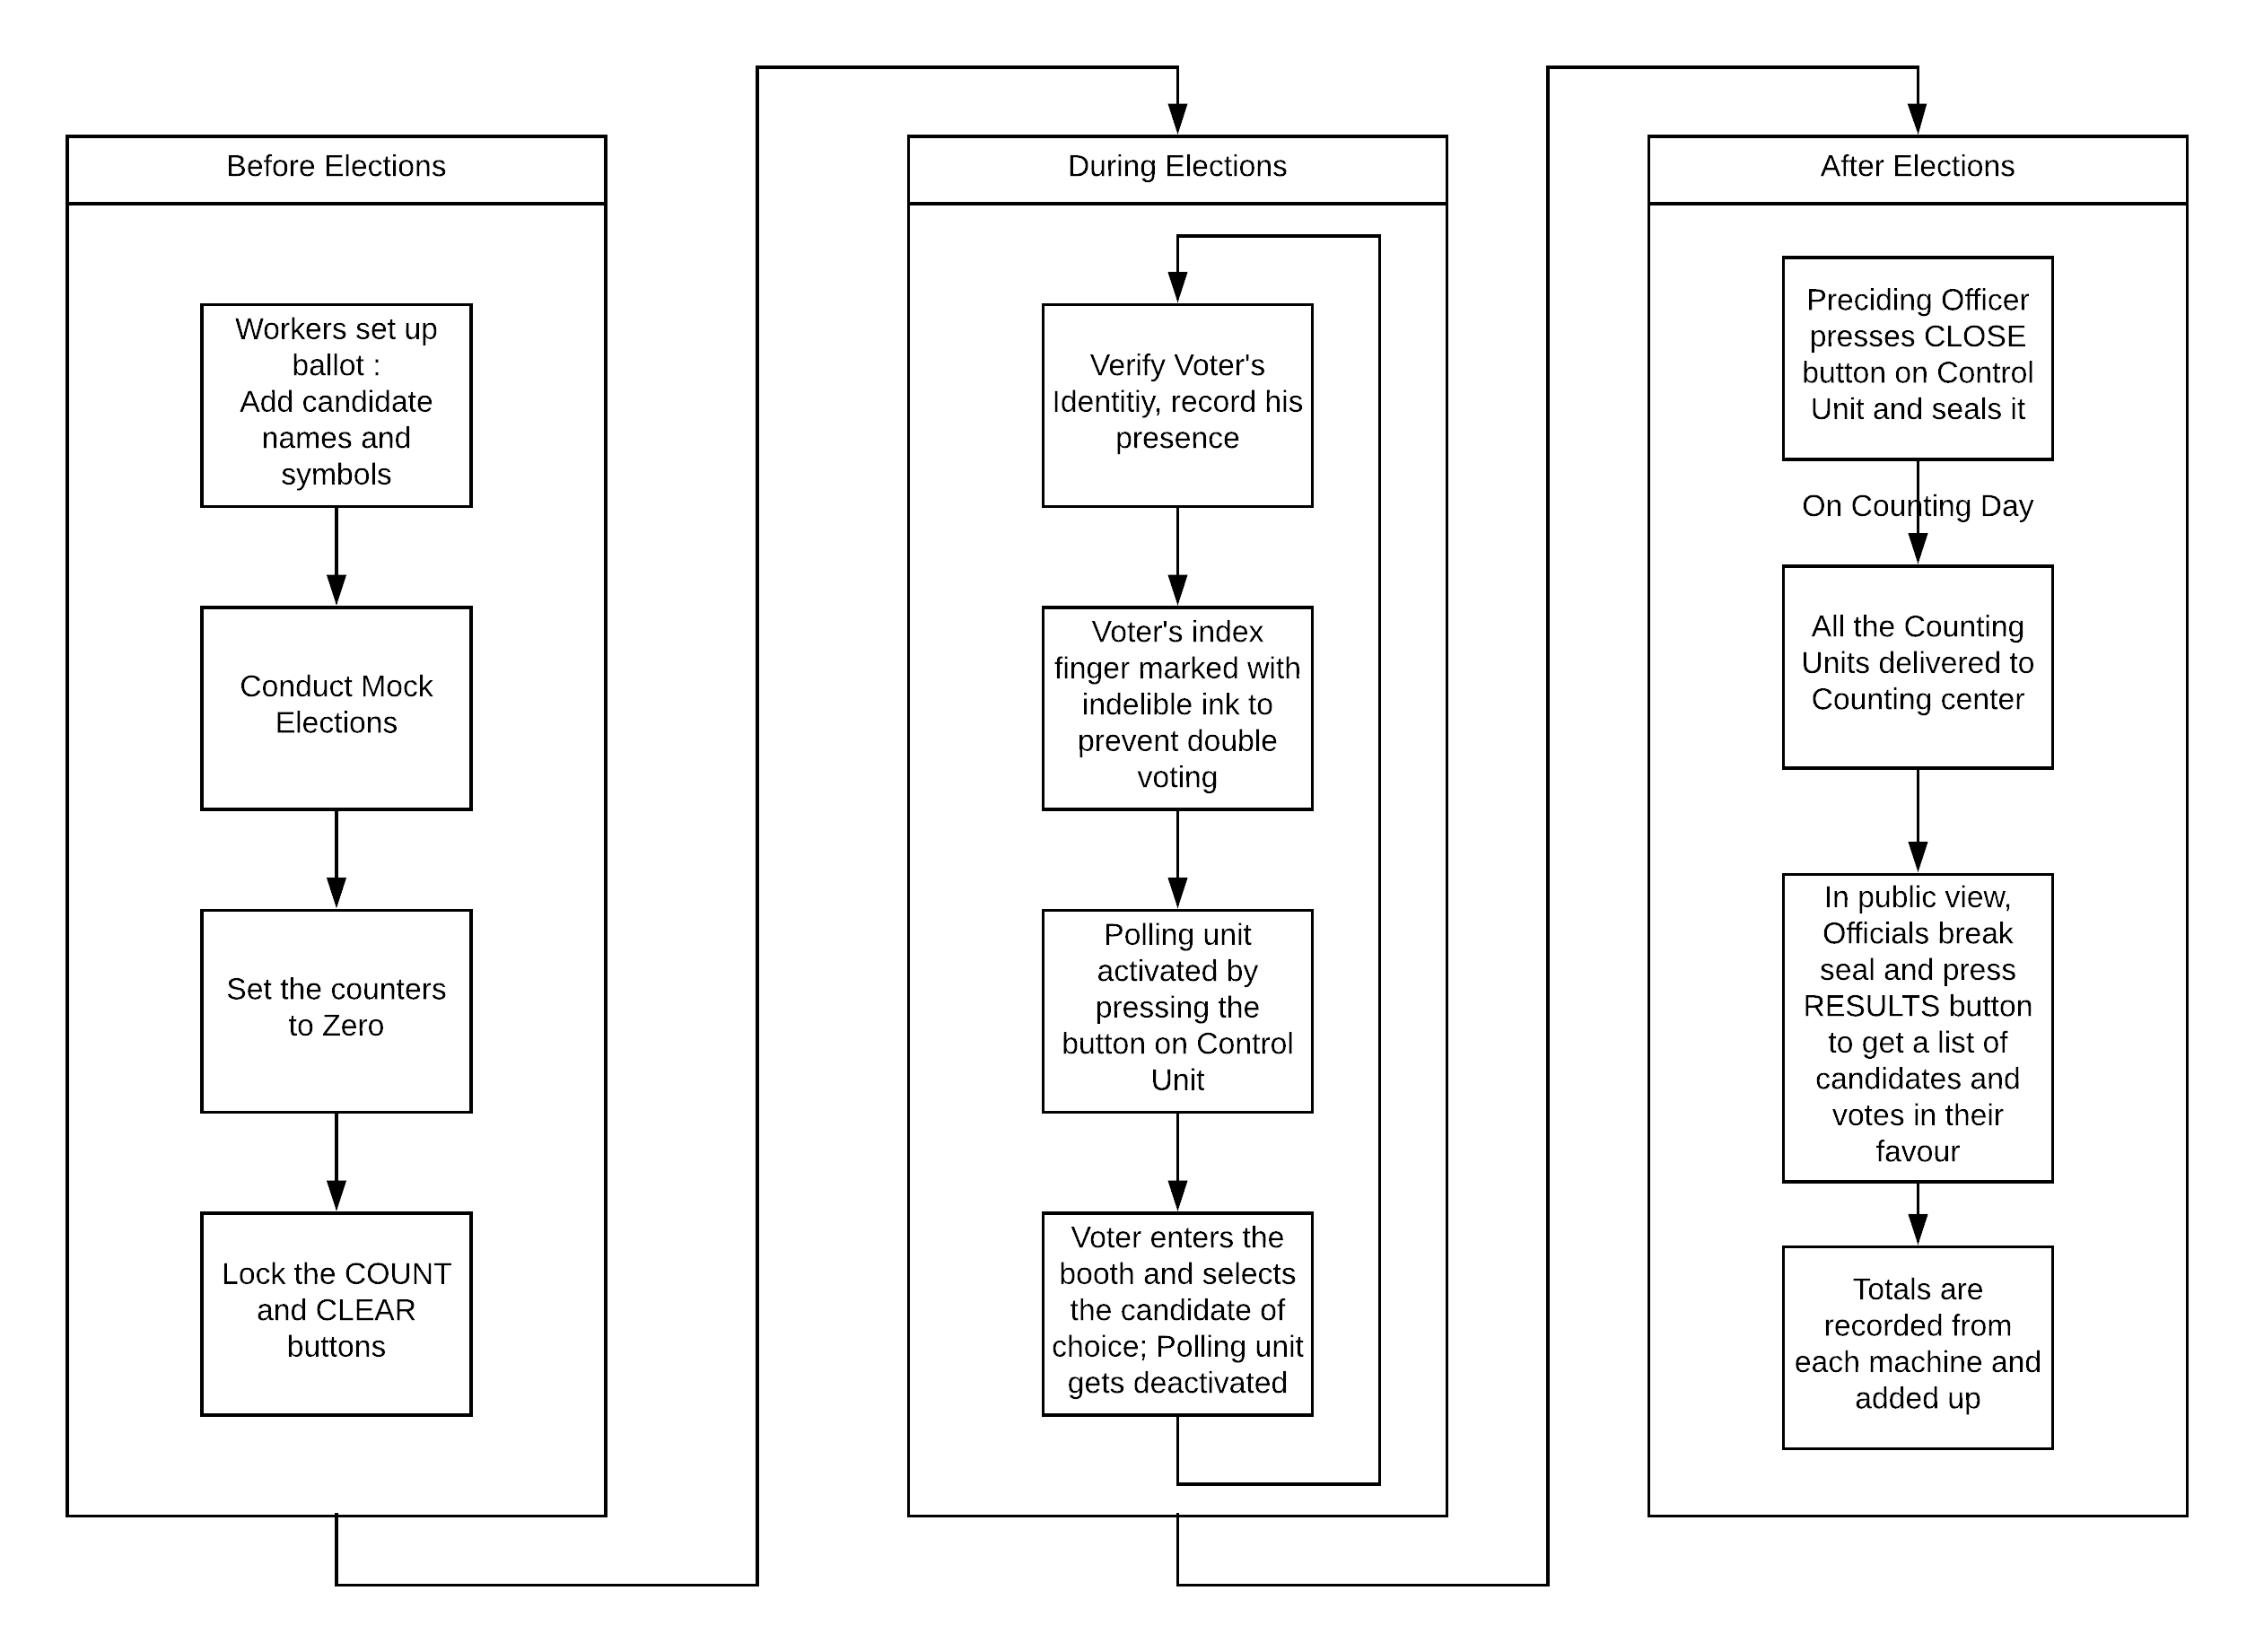 Before Elections
Workers set up
ballot :
Add candidate
names and
symbols
Conduct Mock
Elections
Set the counters
to Zero
Lock the COUNT
and CLEAR
buttons
During Elections
Verify Voter's
Identitiy, record his
presence
Voter's index
finger marked with
indelible ink to
prevent double
voting
Polling unit
activated by
pressing the
button on Control
Unit
Voter enters the
booth and selects
the candidate of
choice; Polling unit
gets deactivated
After Elections
Preciding Officer
presses CLOSE
button on Control
Unit and seals it
On Counting Day
All the Counting
Units delivered to
Counting center
In public view,
Officials break
seal and press
RESULTS button
to get a list of
candidates and
votes in their
favour
Totals are
recorded from
each machine and
added up